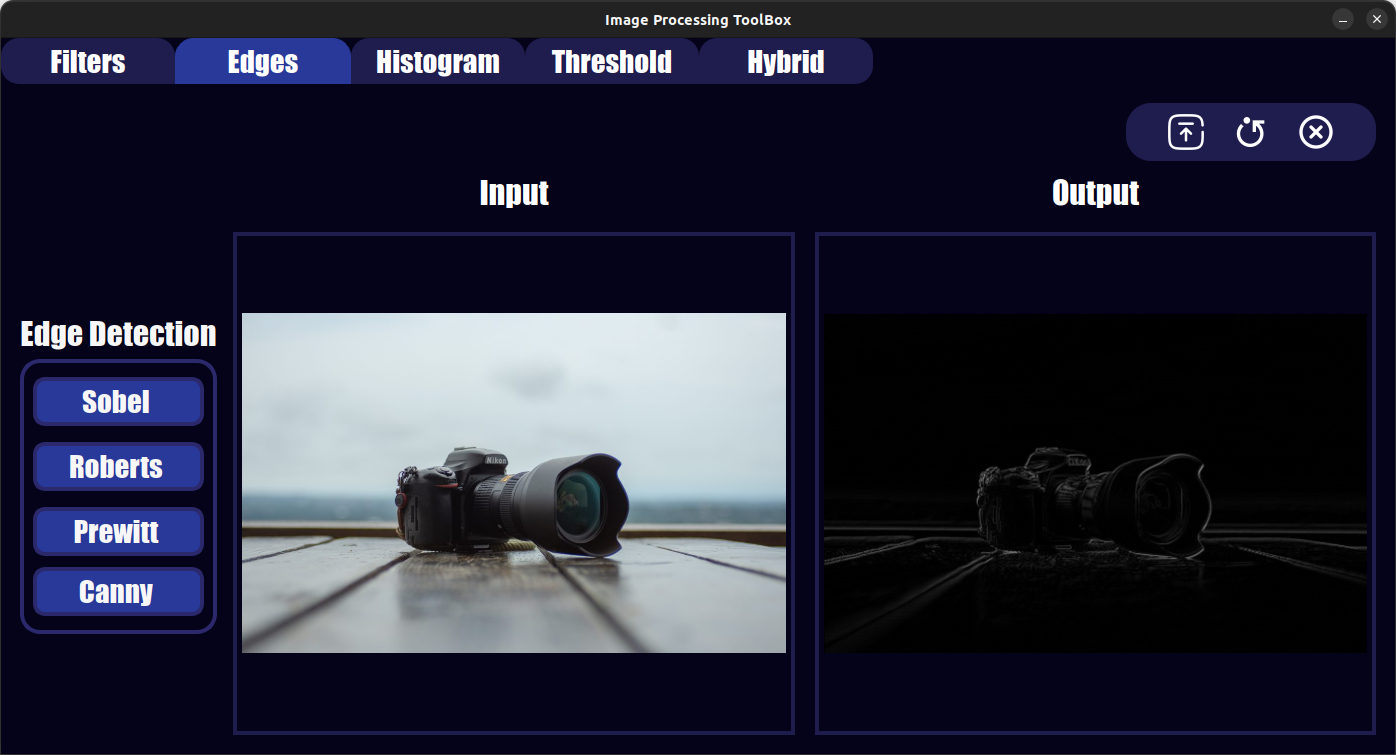 Image Processing ToolBox
Filters
Edges
Histogram
Threshold
Hybrid
Input
Output
Edge Detection
Sobel
Roberts
Prewitt
Canny
Nikon